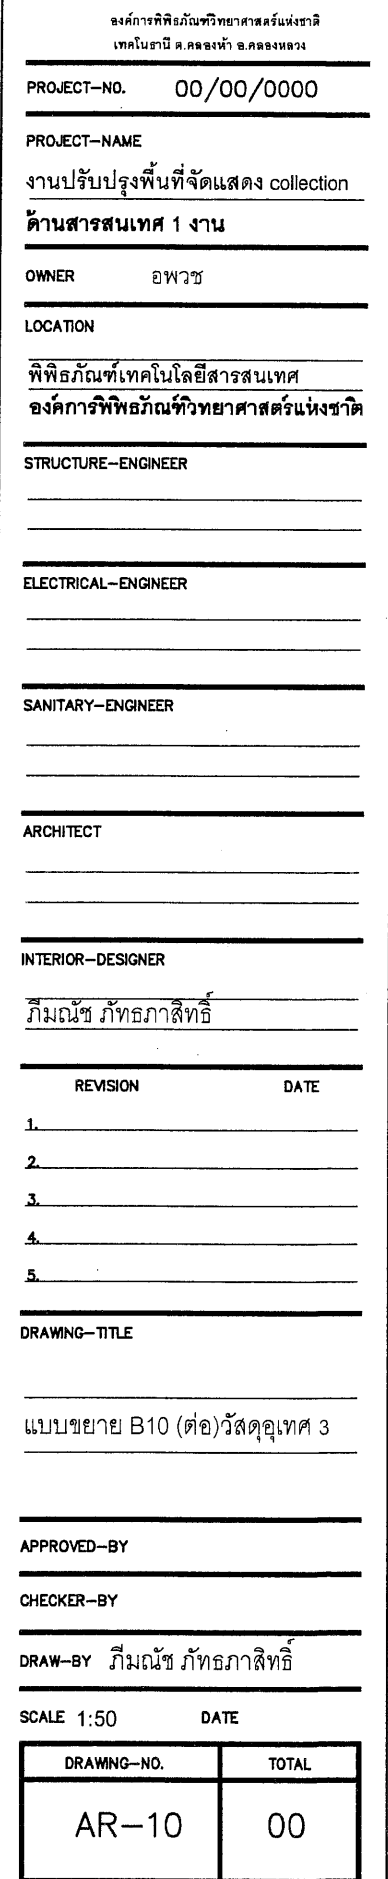 องค์การพิพิธภัณฑ์วิทยาศาสตร์แห่งชาติ
เทคโนธานี ต.คลองห้า อ.คลองหลวง
PROJECT-NO. 00/00/0000
PROJECT-NAME
งานปรับปรุงพื้นที่จัดแสดง collection
ด้านสารสนเทศ 1 งาน
OWNER อพวช
LOCATION
พิพิธภัณฑ์เทคโนโลยีสารสนเทศ
องค์การพิพิธภัณฑ์วิทยาศาสตร์แห่งชาติ
STRUCTURE-ENGINEER
ELECTRICAL-ENGINEER
SANITARY-ENGINEER
ARCHITECT
INTERIOR-DESIGNER
ภีมณัช ภัทธภาสิทธิ์
REVISION DATE
1.
2.
3.
4.
5.
DRAWING-TITLE
แบบขยาย B10 (ต่อ)วัสดุอุเทศ 3
APPROVED-BY
CHECKER-BY
DRAW-BY ภีมณัช ภัทธภาสิทธิ์
SCALE 1:50 DATE
DRAWING-NO. TOTAL
AR-10 00